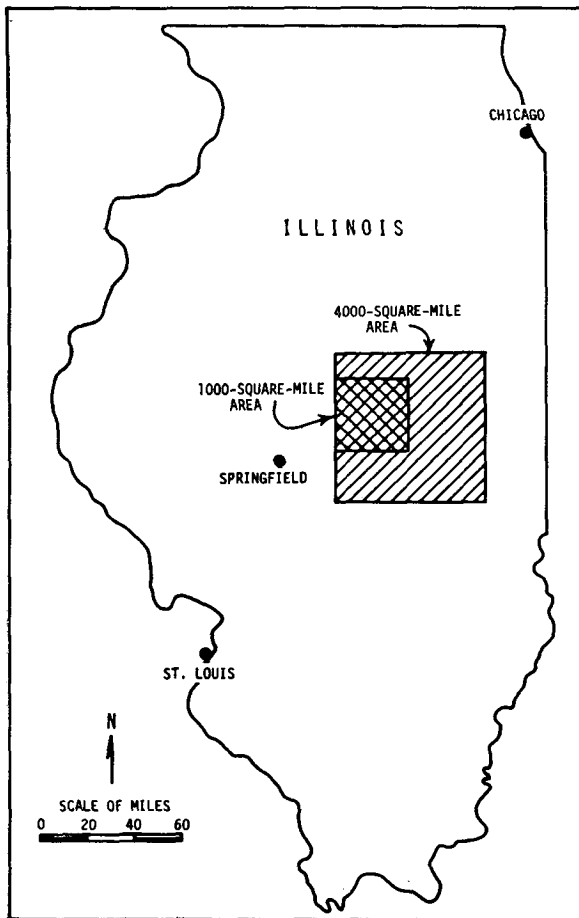 CHICAGO
ILLINOIS
4000-SQUARE-MILE
AREA
1000-SQUARE-MILE
AREA
SPRINGFIELD
ST. LOUIS
N
SCALE OF MILES
0 20 40 60